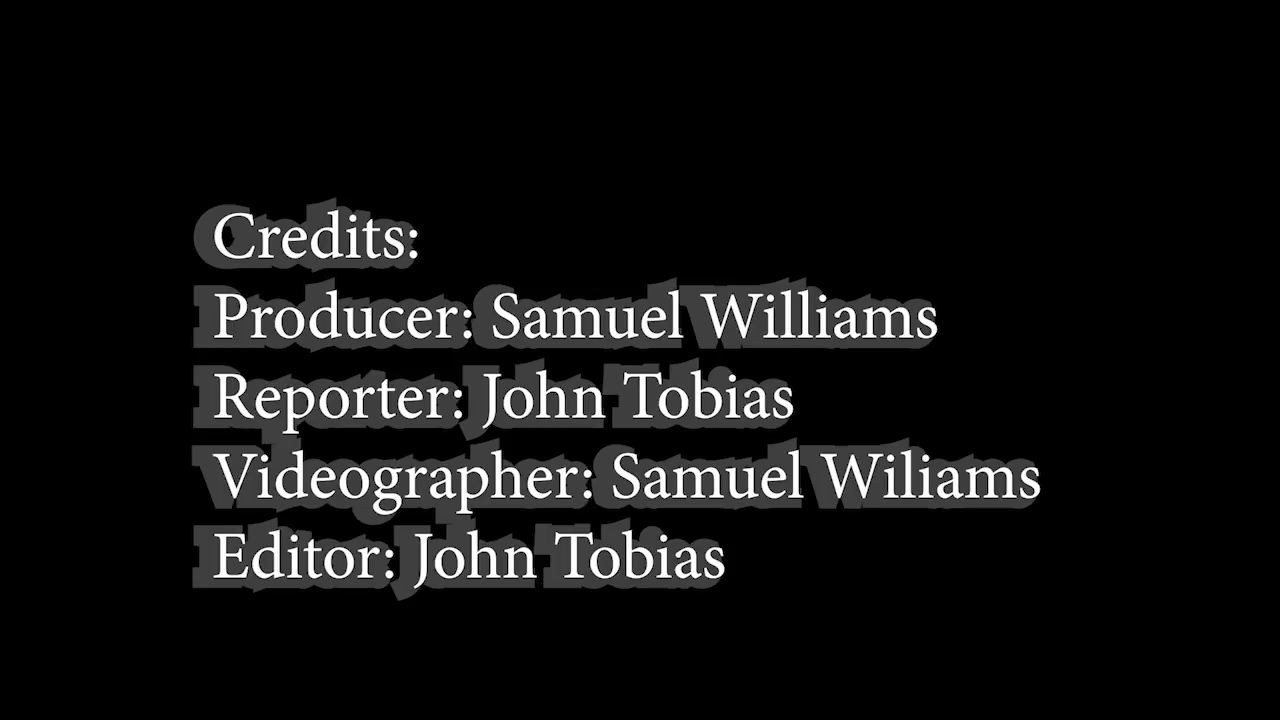 Credits:
Producer: Samuel Williams
Reporter: John Tobias
Videographer: Samuel Wiliams
Editor: John Tobias